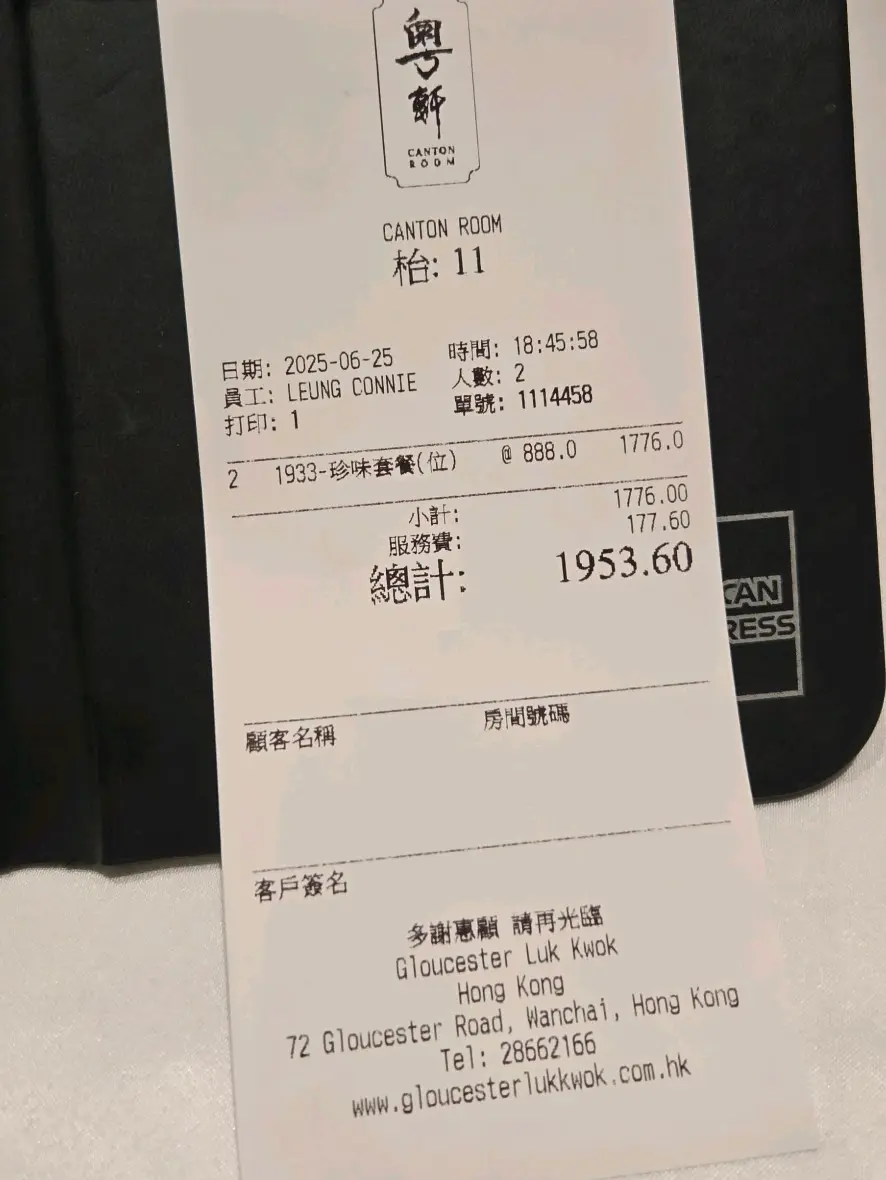 粤
軒
CANTON
ROOM
CANTON ROOM
枱: 11
日期: 2025-06-25 時間: 18:45:58
員工: LEUNG CONNIE 人數: 2
打印: 1 單號: 1114458
2 1933-珍味套餐(位) @ 888.0 1776.0
小計: 1776.00
服務費: 177.60
總計: 1953.60
顧客名稱 房間號碼
客戶簽名
多謝惠顧 請再光臨
Gloucester Luk Kwok
Hong Kong
72 Gloucester Road, Wanchai, Hong Kong
Tel: 28662166
www.gloucesterlukkwok.com.hk
CAN
RESS